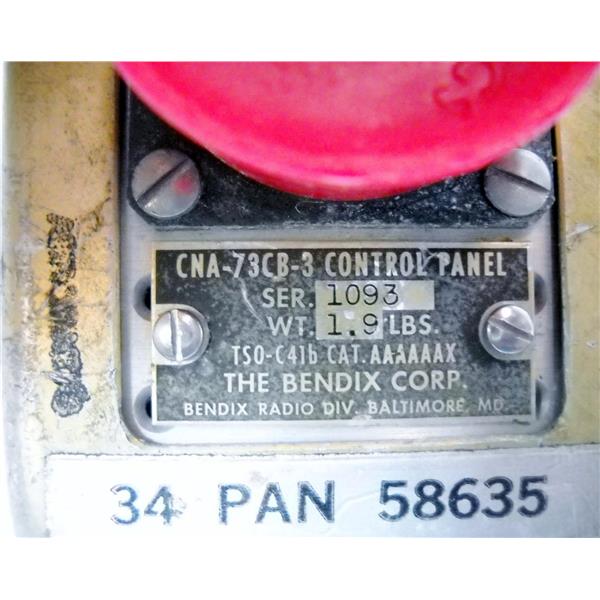 CNA-73CB-3 CONTROL PANEL
SER. 1093
WT. 1.9 LBS.
TSO-C41b CAT. AAAAAAX
THE BENDIX CORP.
BENDIX RADIO DIV. BALTIMORE, MD.
34 PAN 58635